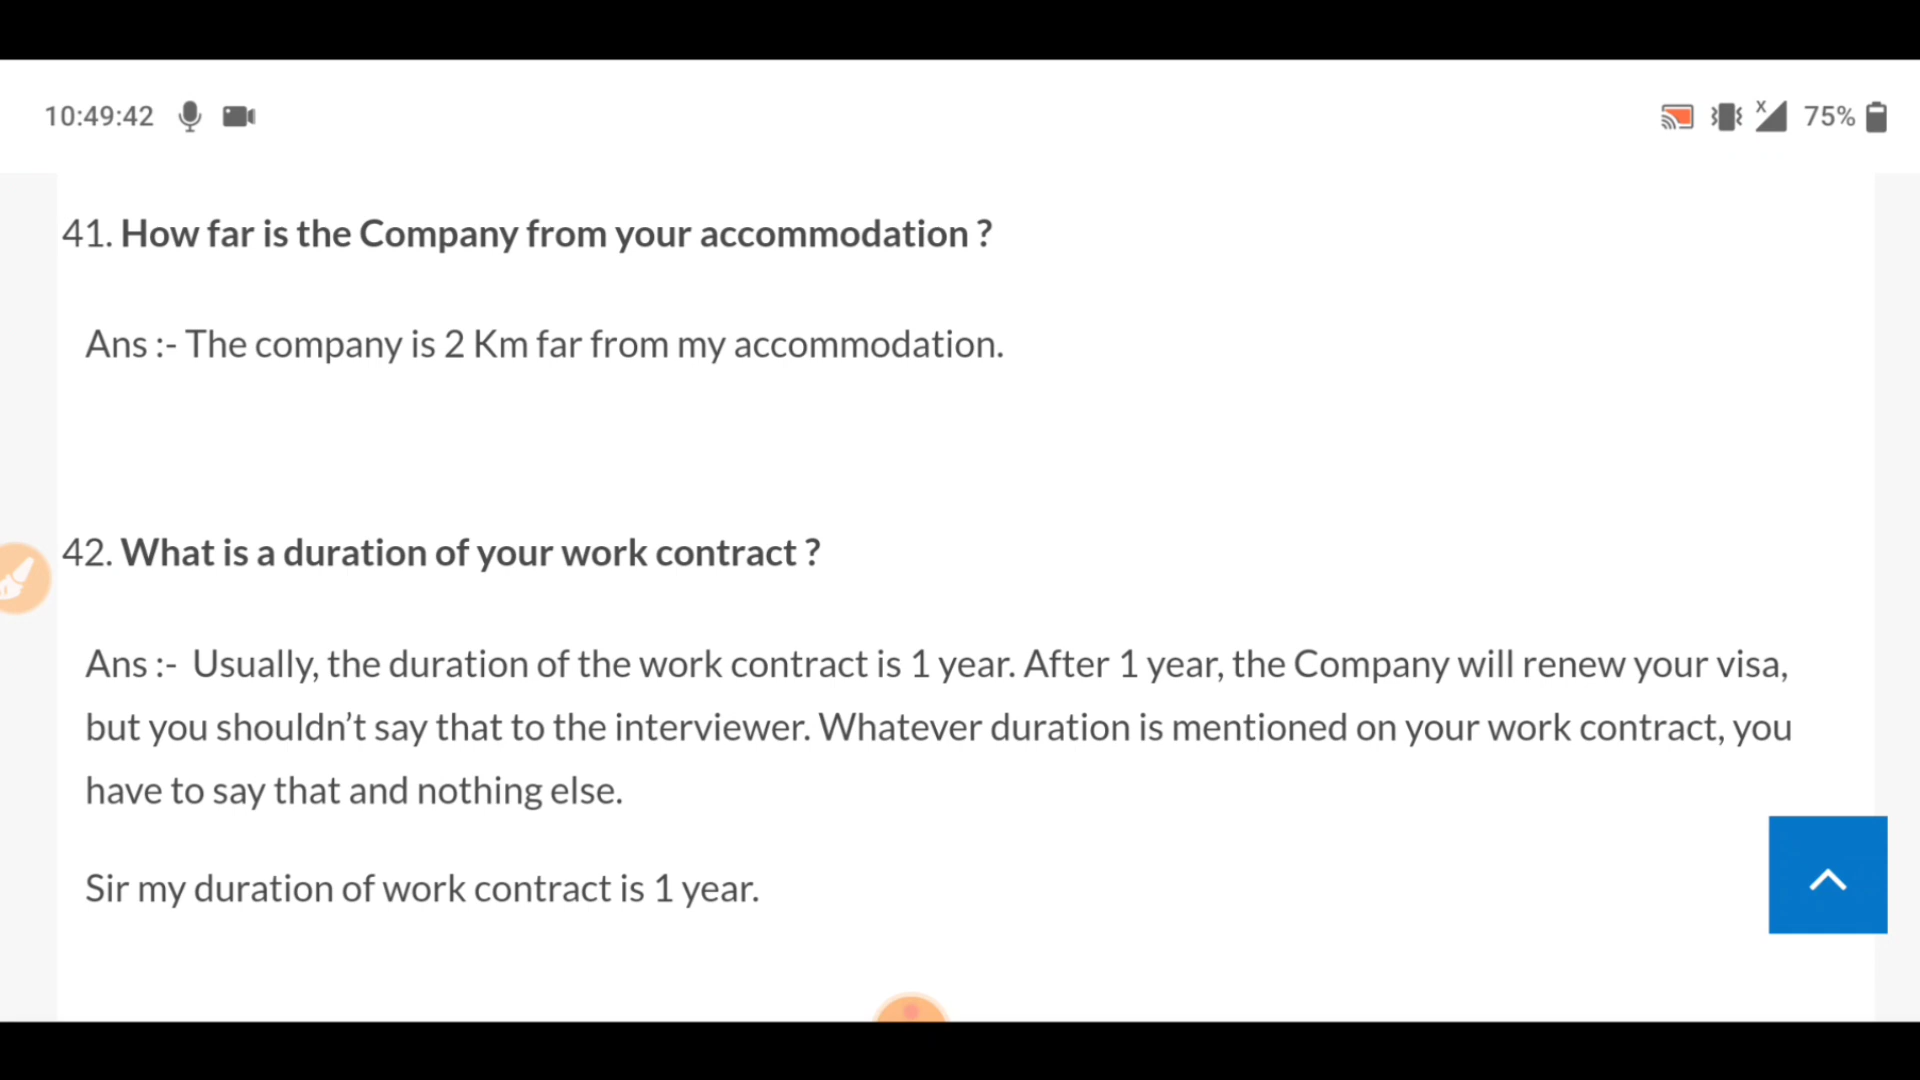 10:49:42
x 75%
41. How far is the Company from your accommodation ?
Ans :- The company is 2 Km far from my accommodation.
42. What is a duration of your work contract ?
Ans :-  Usually, the duration of the work contract is 1 year. After 1 year, the Company will renew your visa,
but you shouldn’t say that to the interviewer. Whatever duration is mentioned on your work contract, you
have to say that and nothing else.
Sir my duration of work contract is 1 year.